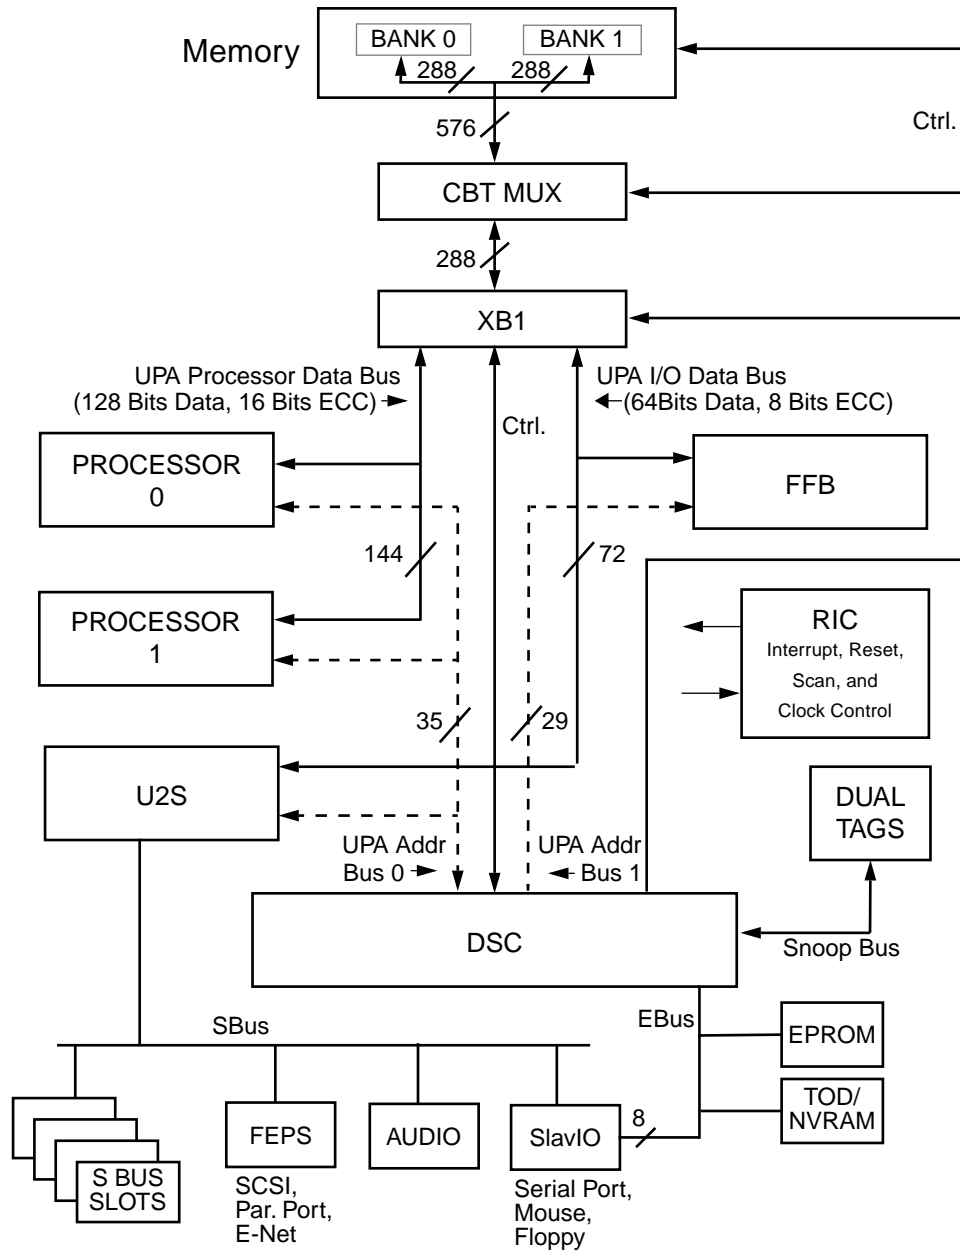 Memory
BANK 0
BANK 1
288
288
576
Ctrl.
CBT MUX
288
XB1
UPA Processor Data Bus
(128 Bits Data, 16 Bits ECC)
UPA I/O Data Bus
(64Bits Data, 8 Bits ECC)
Ctrl.
PROCESSOR
0
FFB
144
72
PROCESSOR
1
RIC
Interrupt, Reset,
Scan, and
Clock Control
35
29
U2S
DUAL
TAGS
UPA Addr
Bus 0
UPA Addr
Bus 1
DSC
Snoop Bus
SBus
EBus
EPROM
TOD/
NVRAM
FEPS
AUDIO
SlavIO
8
S BUS
SLOTS
SCSI,
Par. Port,
E-Net
Serial Port,
Mouse,
Floppy